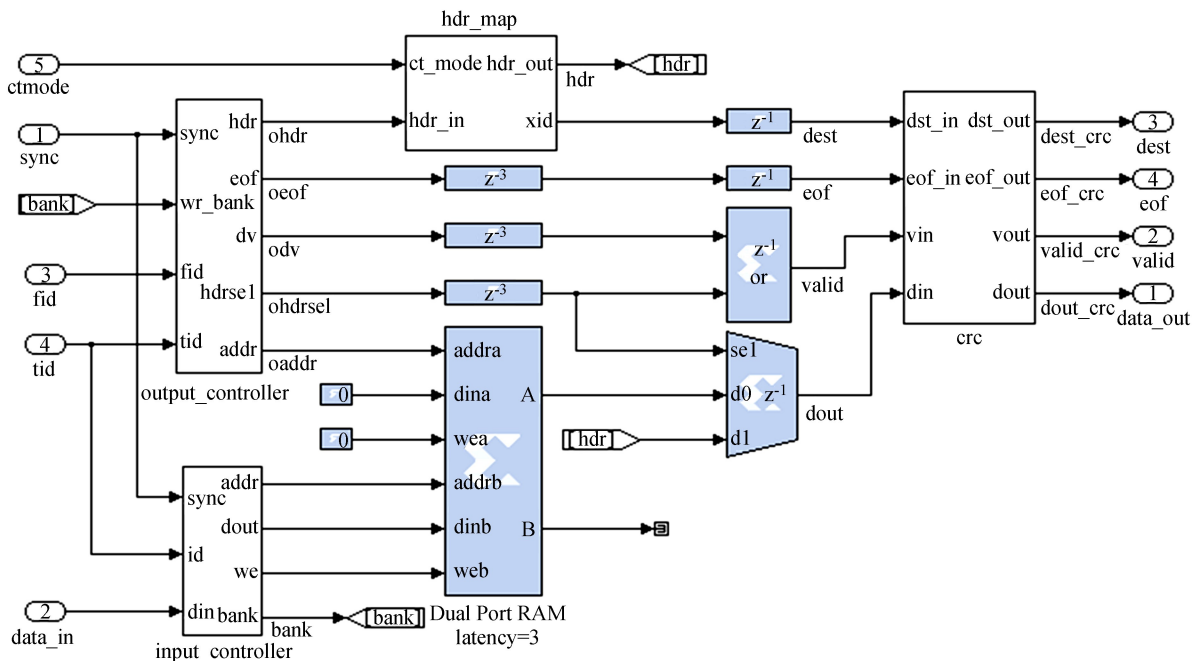 hdr_map
5
ctmode
ct_mode
hdr_out
hdr
hdr
hdr_in
xid
z-1
dest
1
sync
sync
hdr
ohdr
eof
oeof
z-3
z-1
eof
bank
wr_bank
dv
odv
z-3
z-1
or
valid
3
fid
fid
hdrse1
ohdrsel
z-3
4
tid
tid
addr
oaddr
output_controller
dst_in
dst_out
dest_crc
3
dest
eof_in
eof_out
eof_crc
4
eof
vin
vout
valid_crc
2
valid
din
dout
dout_crc
1
data_out
crc
addra
0
dina
A
0
wea
addrb
dinb
B
web
Dual Port RAM
latency=3
se1
d0
z-1
dout
hdr
d1
sync
addr
dout
id
we
2
data_in
din
bank
bank
bank
input_controller